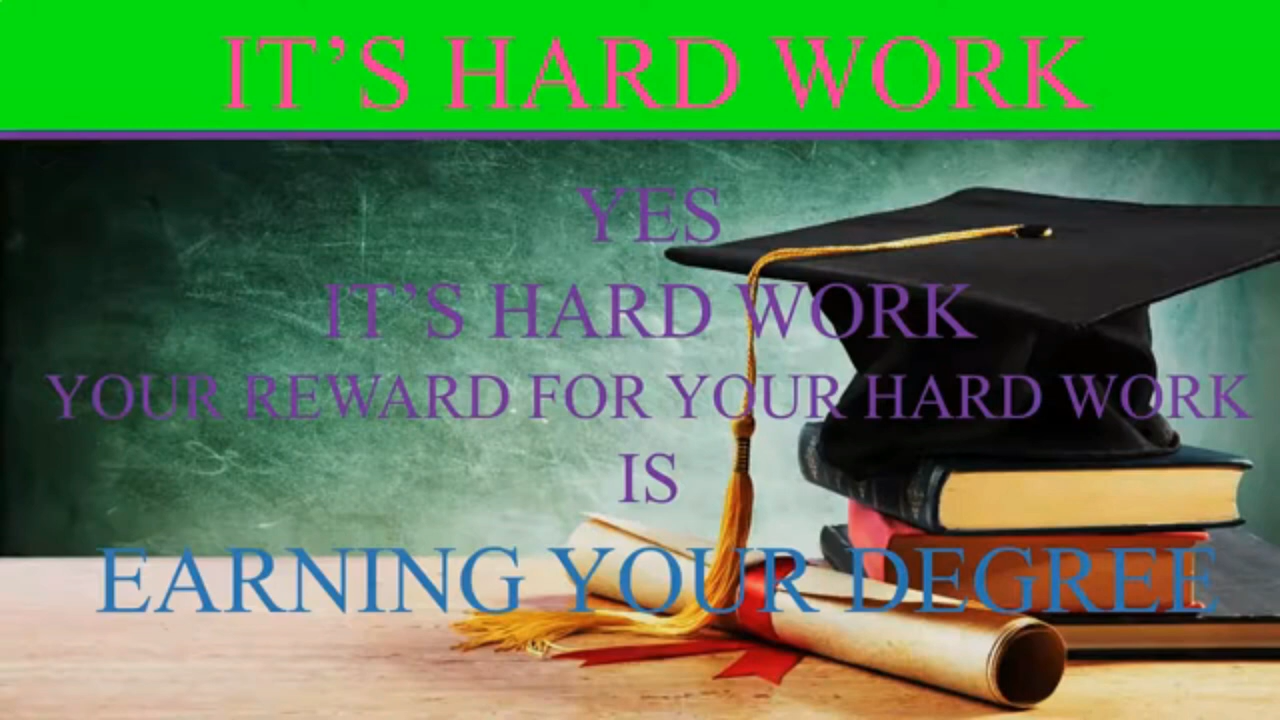 IT’S HARD WORK
YES
IT’S HARD WORK
YOUR REWARD FOR YOUR HARD WORK
IS
EARNING YOUR DEGREE